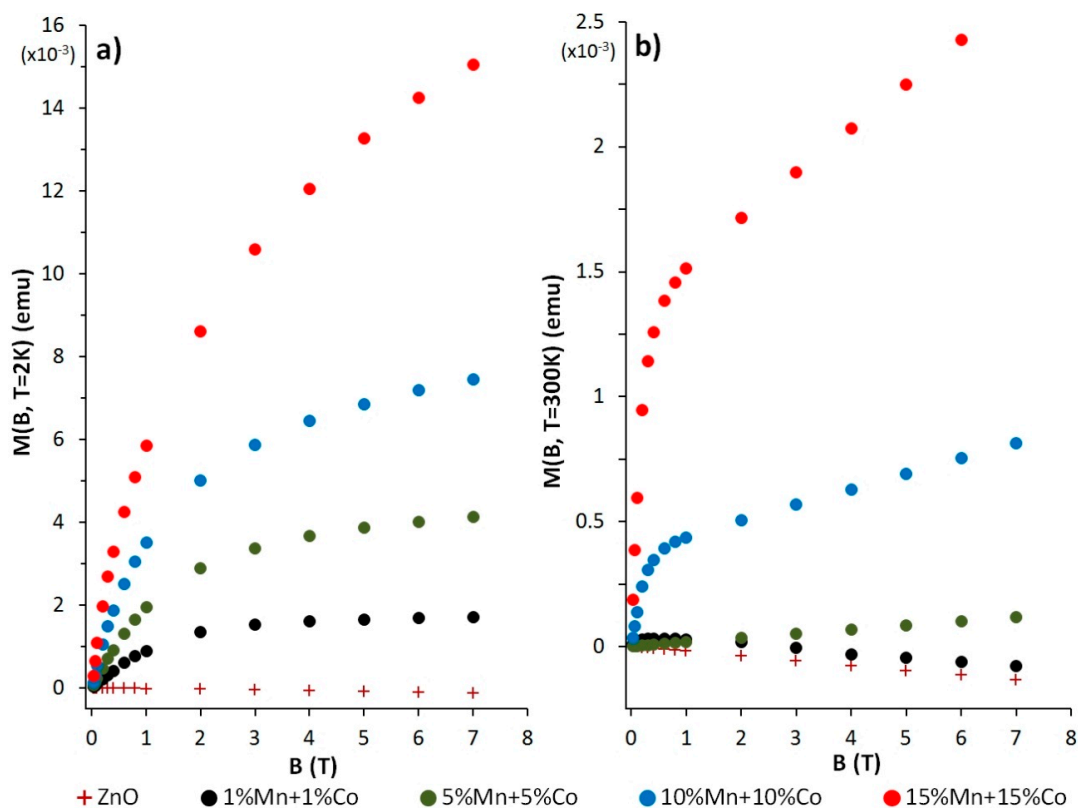 16
(x10⁻³)
a)
14
12
10
8
6
4
2
0
M(B, T=2K) (emu)
0 1 2 3 4 5 6 7 8
B (T)
2.5
(x10⁻³)
b)
2
1.5
1
0.5
0
M(B, T=300K) (emu)
0 1 2 3 4 5 6 7 8
B (T)
ZnO 1%Mn+1%Co 5%Mn+5%Co 10%Mn+10%Co 15%Mn+15%Co